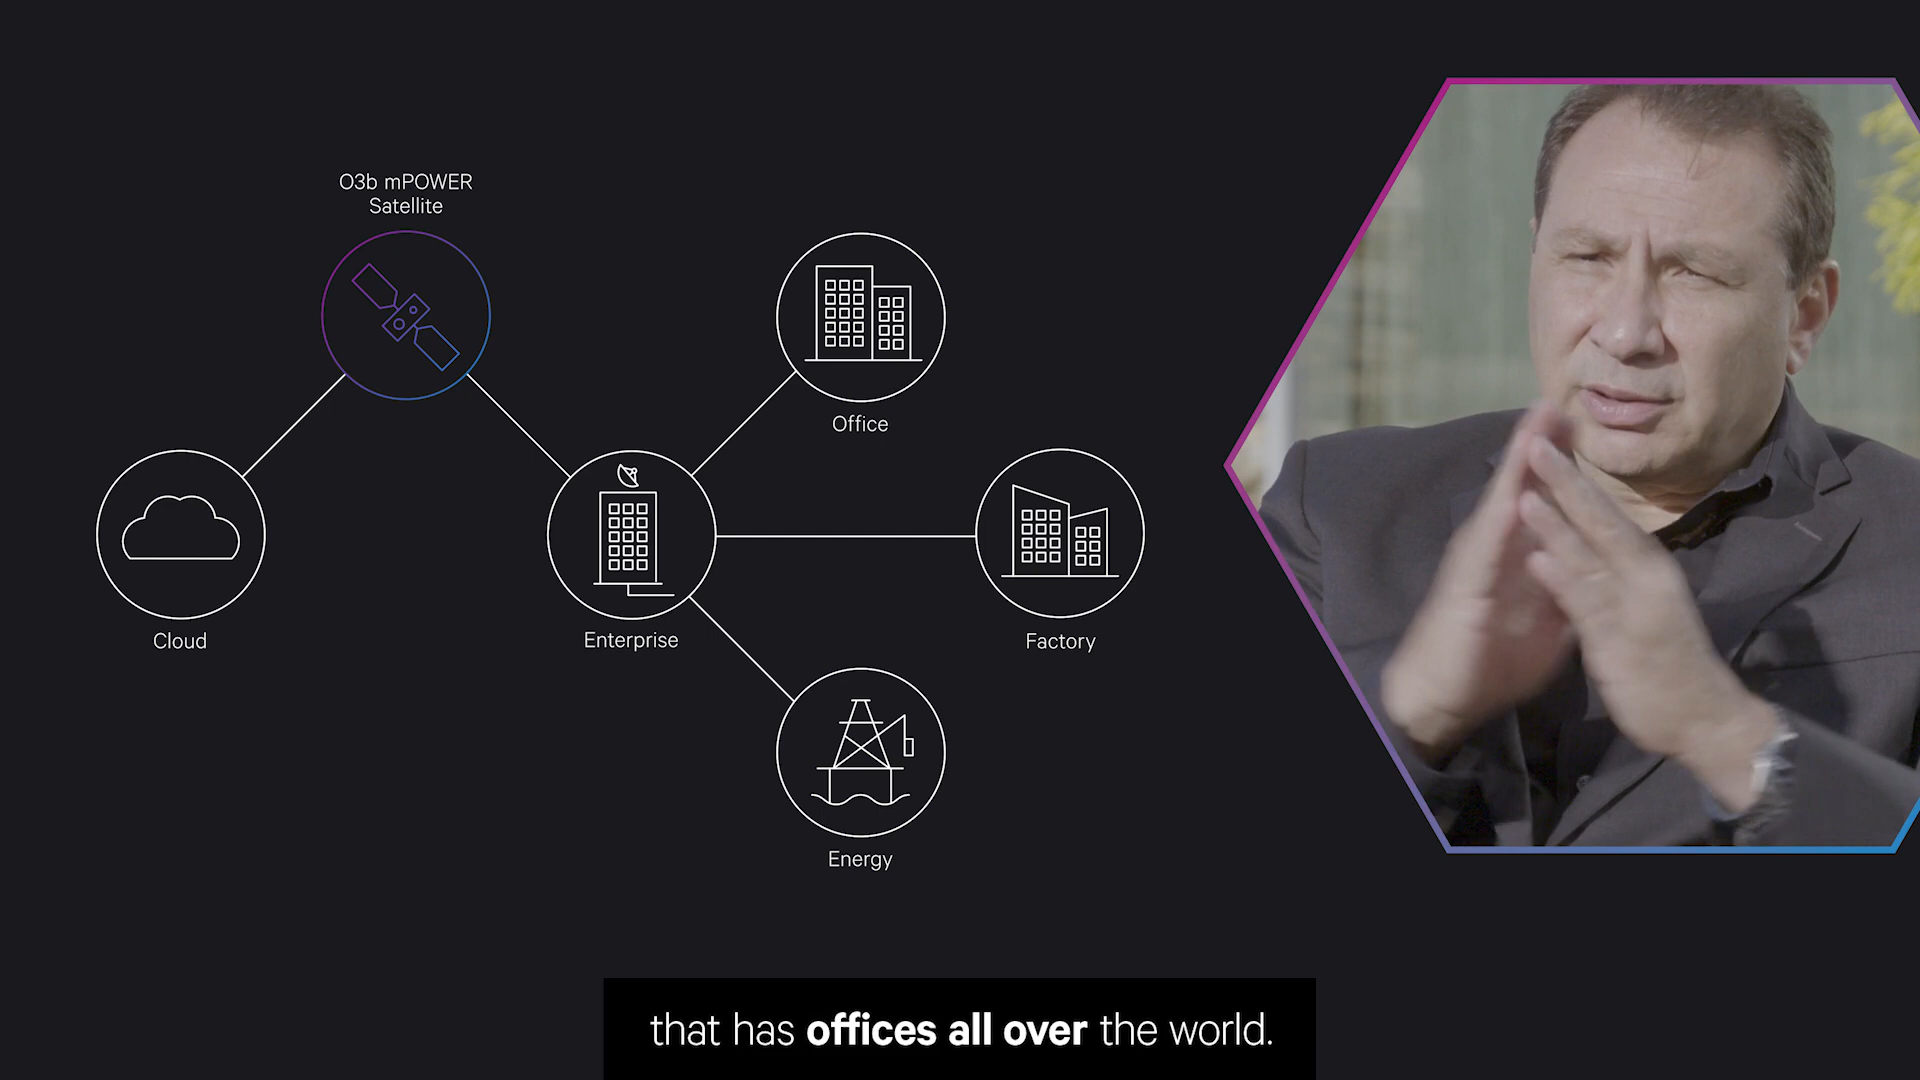 O3b mPOWER
Satellite
Office
Cloud
Enterprise
Factory
Energy
that has offices all over the world.